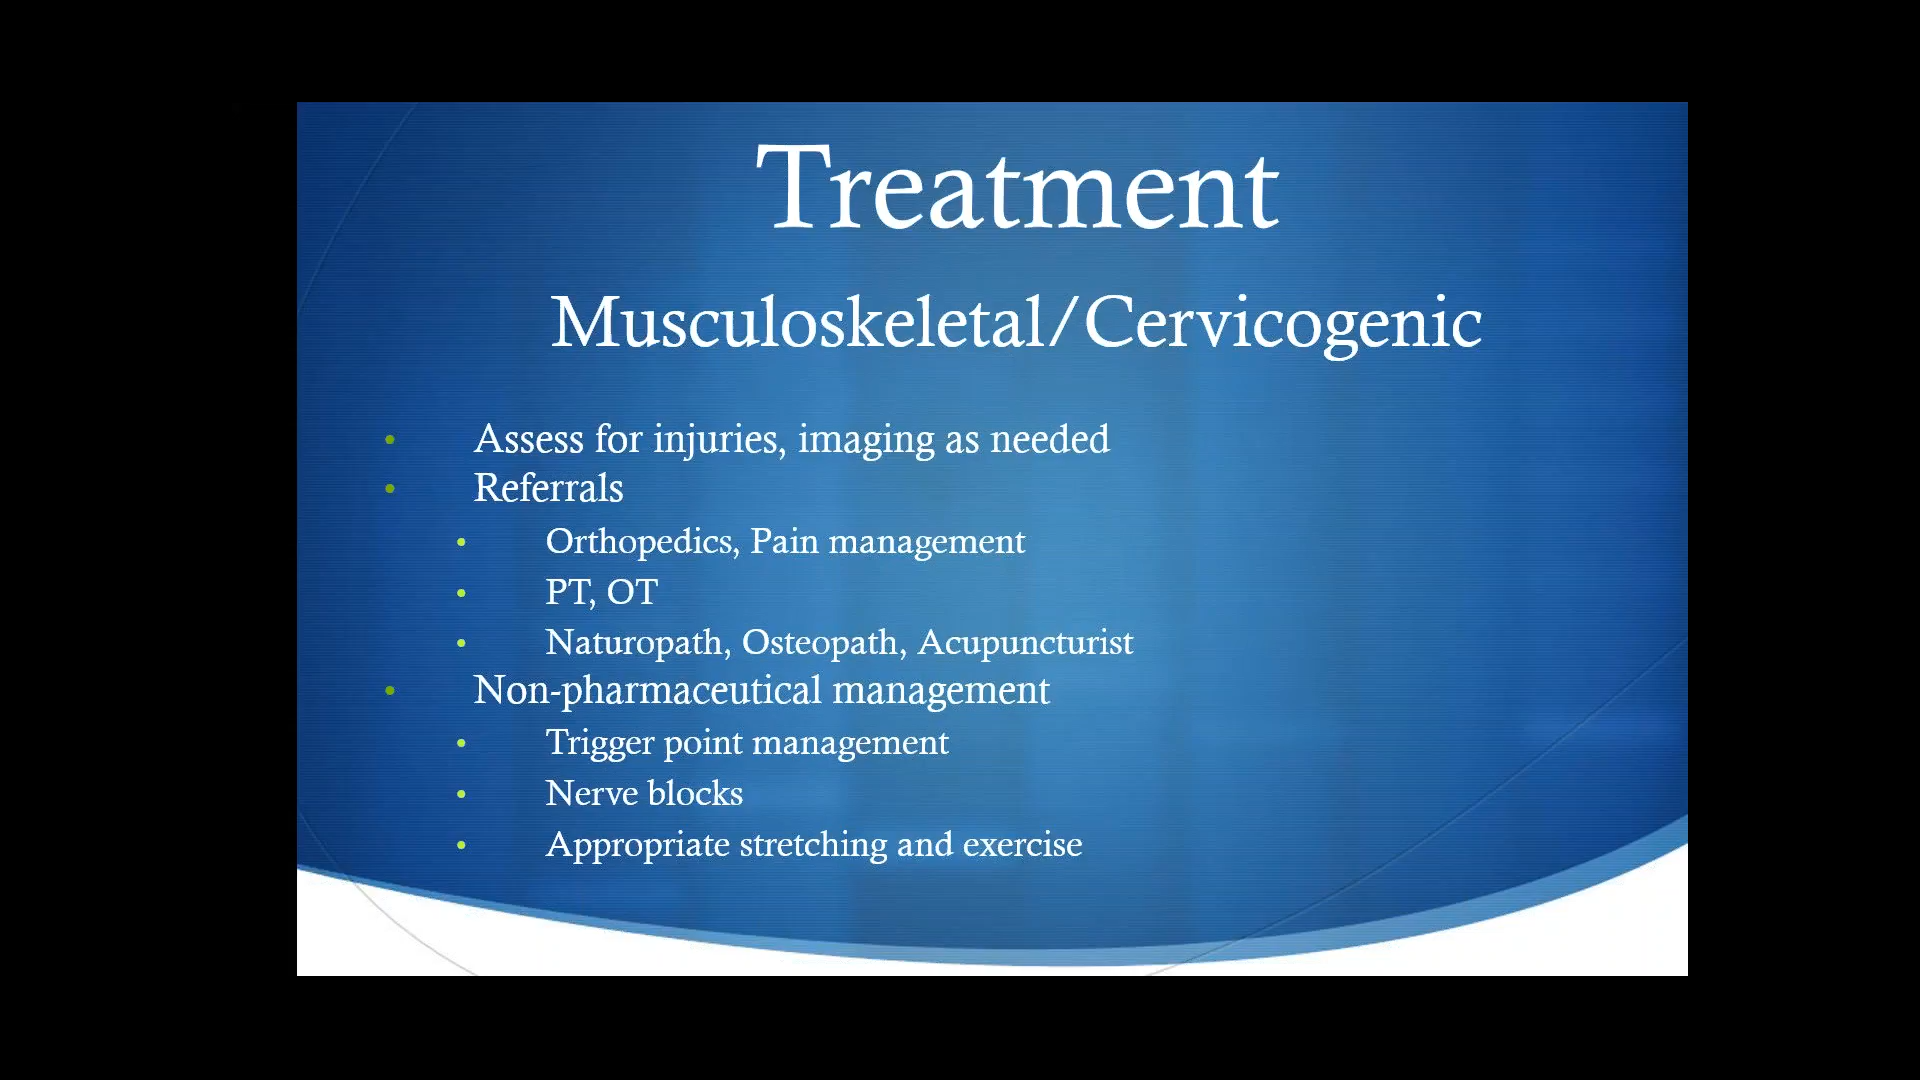 Treatment
Musculoskeletal/Cervicogenic
• Assess for injuries, imaging as needed
• Referrals
• Orthopedics, Pain management
• PT, OT
• Naturopath, Osteopath, Acupuncturist
• Non-pharmaceutical management
• Trigger point management
• Nerve blocks
• Appropriate stretching and exercise